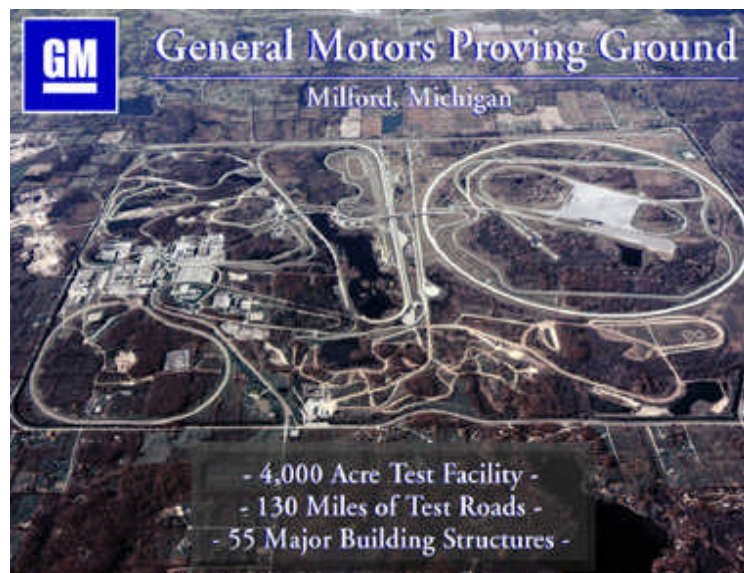 GM
General Motors Proving Ground
Milford, Michigan
- 4,000 Acre Test Facility -
- 130 Miles of Test Roads -
- 55 Major Building Structures -